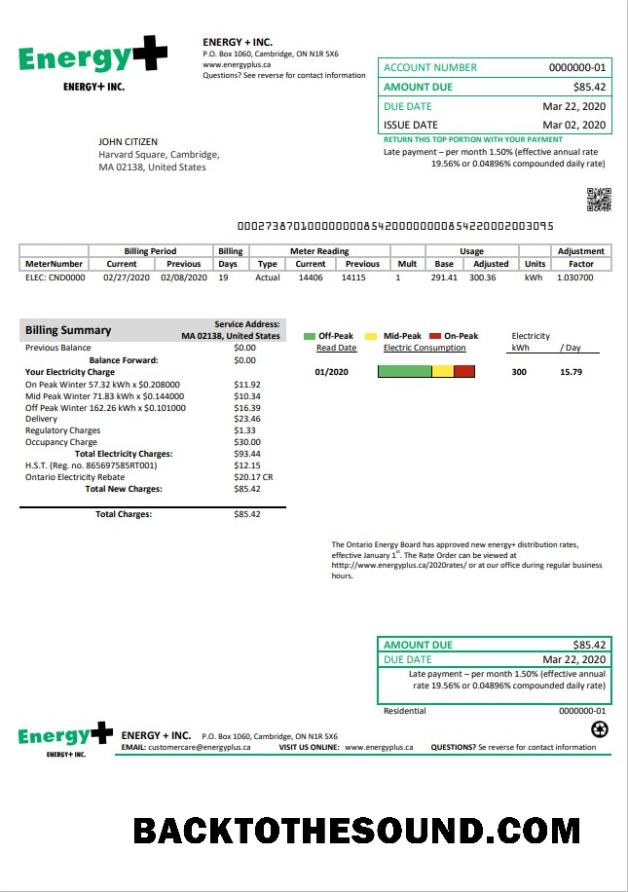 Energy+
ENERGY+ INC.
ENERGY + INC.
P.O. Box 1060, Cambridge, ON N1R 5X6
www.energyplus.ca
Questions? See reverse for contact information
ACCOUNT NUMBER 0000000-01
AMOUNT DUE $85.42
DUE DATE Mar 22, 2020
ISSUE DATE Mar 02, 2020
RETURN THIS TOP PORTION WITH YOUR PAYMENT
Late payment – per month 1.50% (effective annual rate
19.56% or 0.04896% compounded daily rate)
JOHN CITIZEN
Harvard Square, Cambridge,
MA 02138, United States
00027387010000000008542000000000854220002003095
Billing Period Billing Meter Reading Usage Adjustment
MeterNumber Current Previous Days Type Current Previous Mult Base Adjusted Units Factor
ELEC: CND0000 02/27/2020 02/08/2020 19 Actual 14406 14115 1 291.41 300.36 kWh 1.030700
Billing Summary
Service Address:
MA 02138, United States
Previous Balance $0.00
Balance Forward: $0.00
Your Electricity Charge
On Peak Winter 57.32 kWh x $0.208000 $11.92
Mid Peak Winter 71.83 kWh x $0.144000 $10.34
Off Peak Winter 162.26 kWh x $0.101000 $16.39
Delivery $23.46
Regulatory Charges $1.33
Occupancy Charge $30.00
Total Electricity Charges: $93.44
H.S.T. (Reg. no. 865697585RT001) $12.15
Ontario Electricity Rebate $20.17 CR
Total New Charges: $85.42
Total Charges: $85.42
Off-Peak Mid-Peak On-Peak Electricity
Read Date Electric Consumption kWh / Day
01/2020 300 15.79
The Ontario Energy Board has approved new energy+ distribution rates,
effective January 1st. The Rate Order can be viewed at
htttp://www.energyplus.ca/2020rates/ or at our office during regular business
hours.
AMOUNT DUE $85.42
DUE DATE Mar 22, 2020
Late payment – per month 1.50% (effective annual
rate 19.56% or 0.04896% compounded daily rate)
Residential 0000000-01
Energy+
ENERGY+ INC.
ENERGY + INC. P.O. Box 1060, Cambridge, ON N1R 5X6
EMAIL: customercare@energyplus.ca VISIT US ONLINE: www.energyplus.ca QUESTIONS? Se reverse for contact information
BACKTOTHESOUND.COM